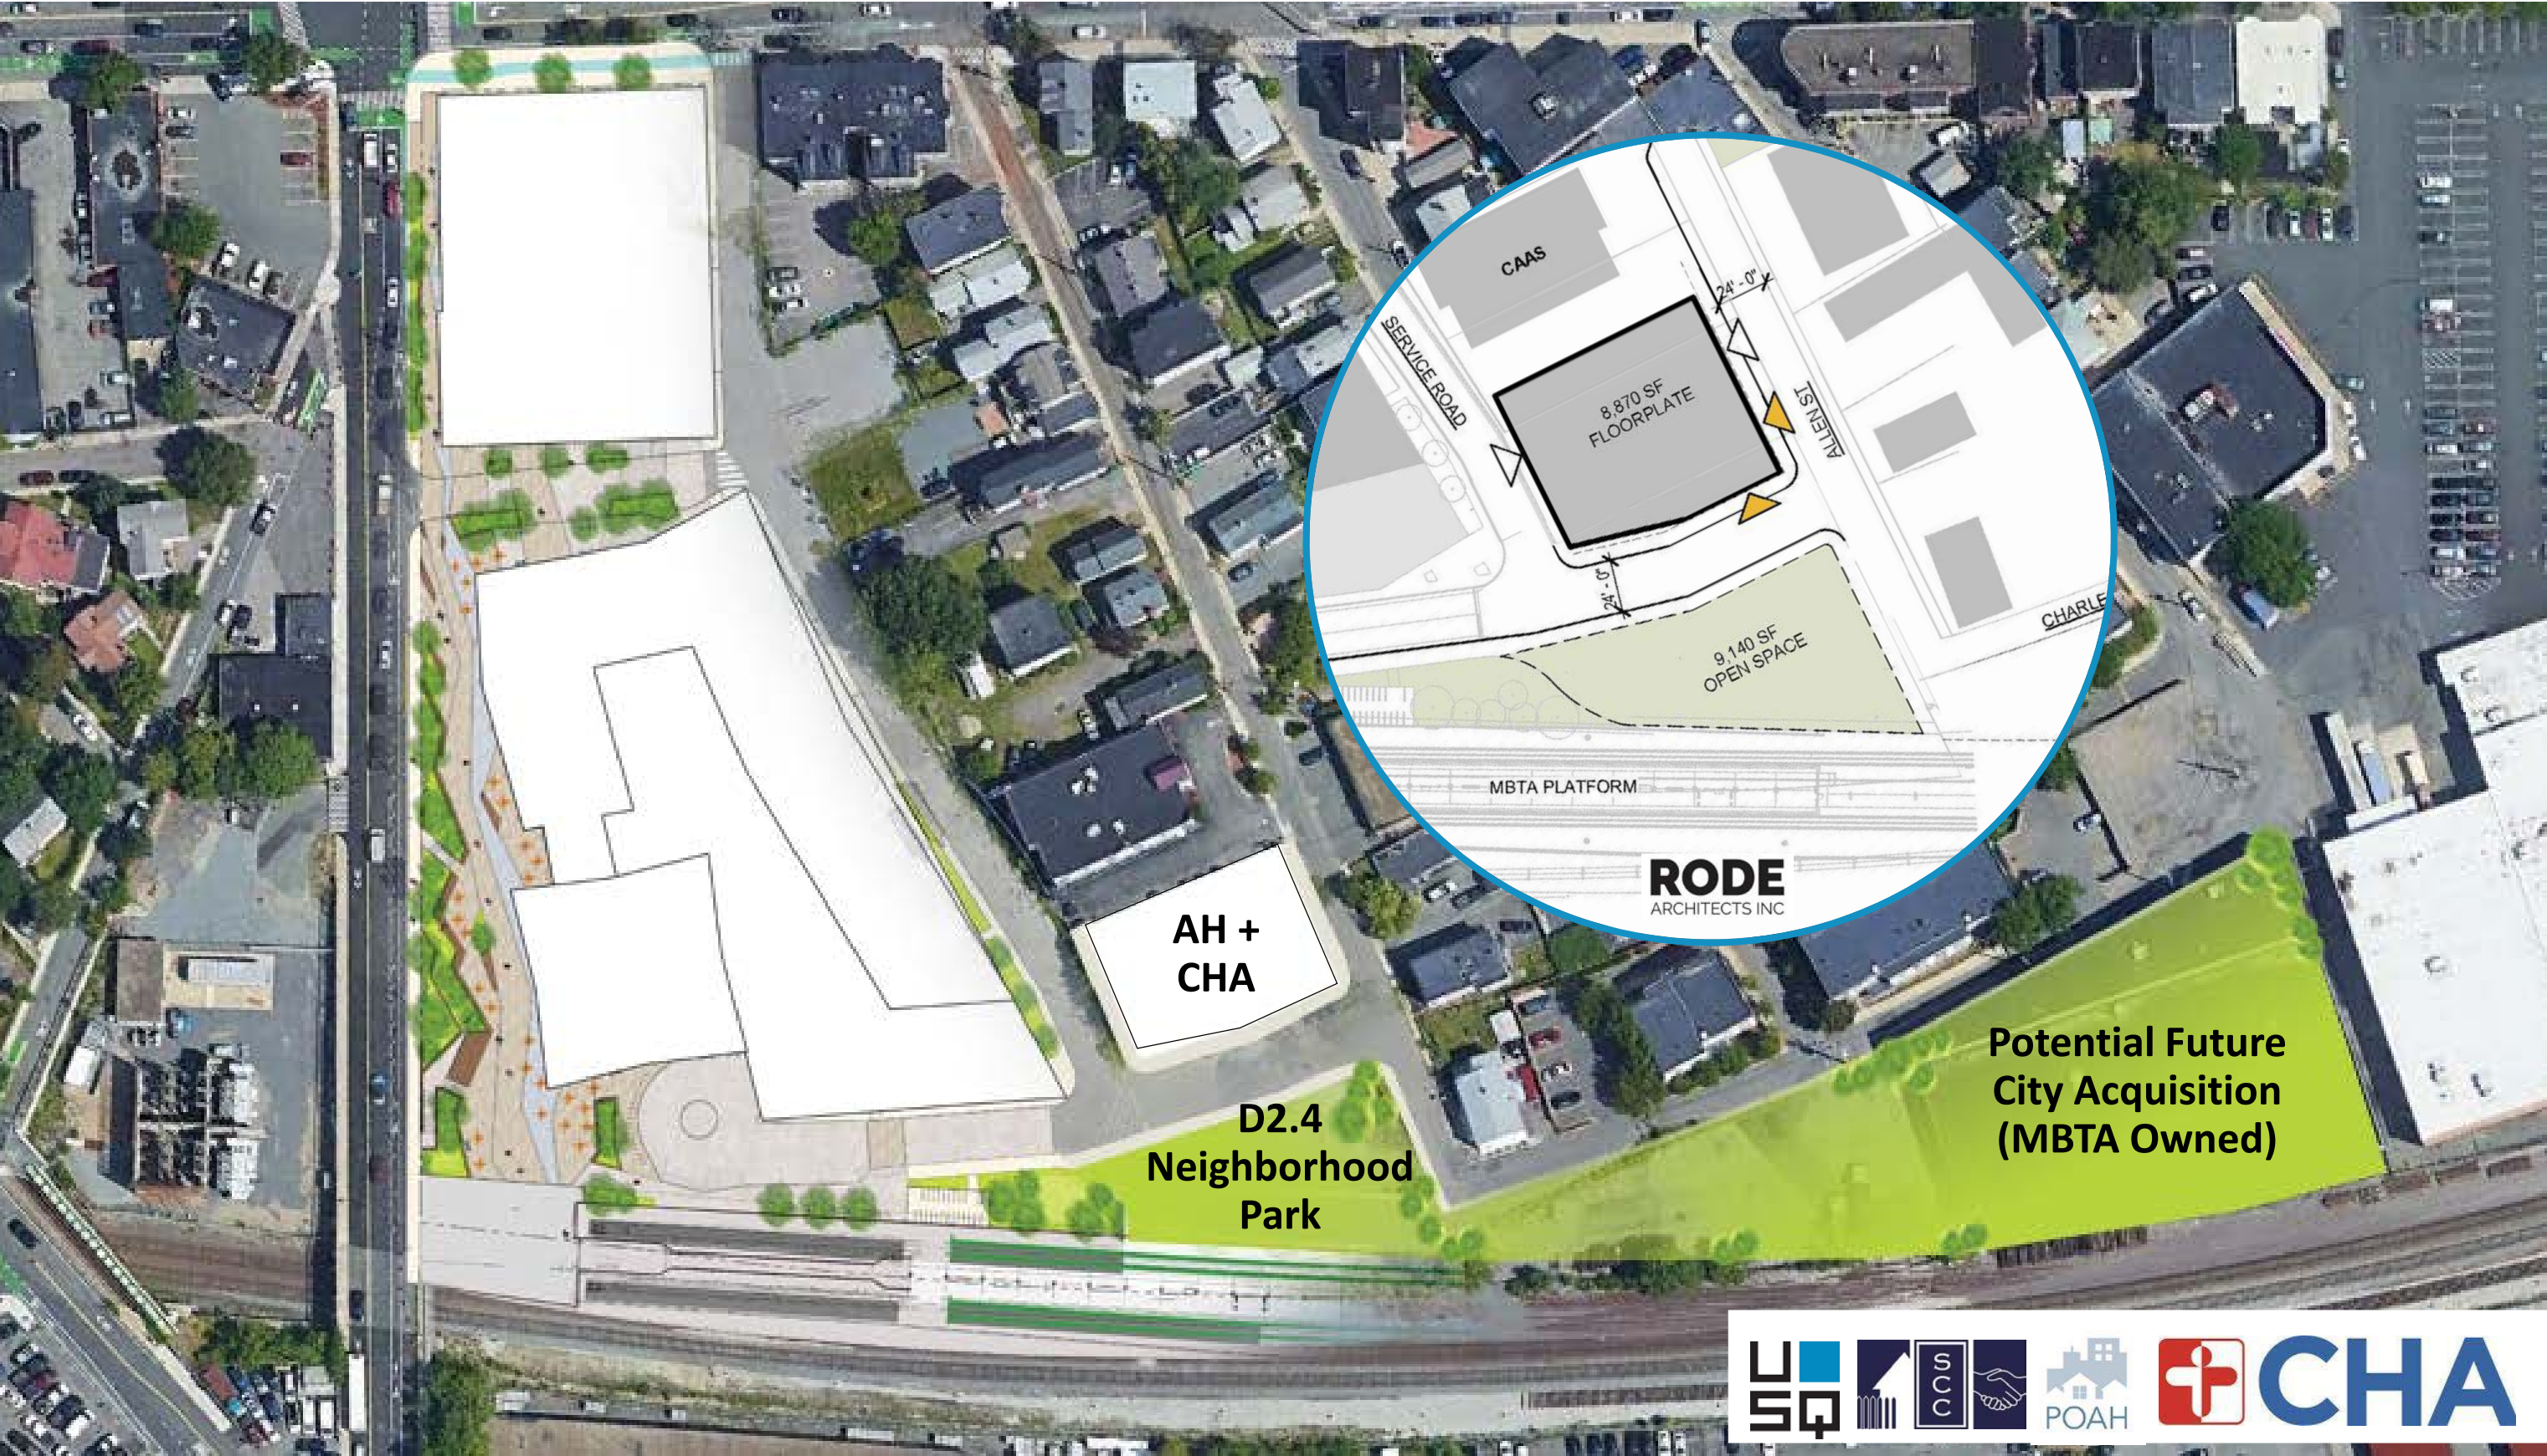 CAAS
24' - 0"
SERVICE ROAD
8,870 SF
FLOORPLATE
ALLEN ST
24' - 0"
CHARLE
9,140 SF
OPEN SPACE
MBTA PLATFORM
RODE
ARCHITECTS INC
AH +
CHA
D2.4
Neighborhood
Park
Potential Future
City Acquisition
(MBTA Owned)
U
SQ
SCC
POAH
CHA